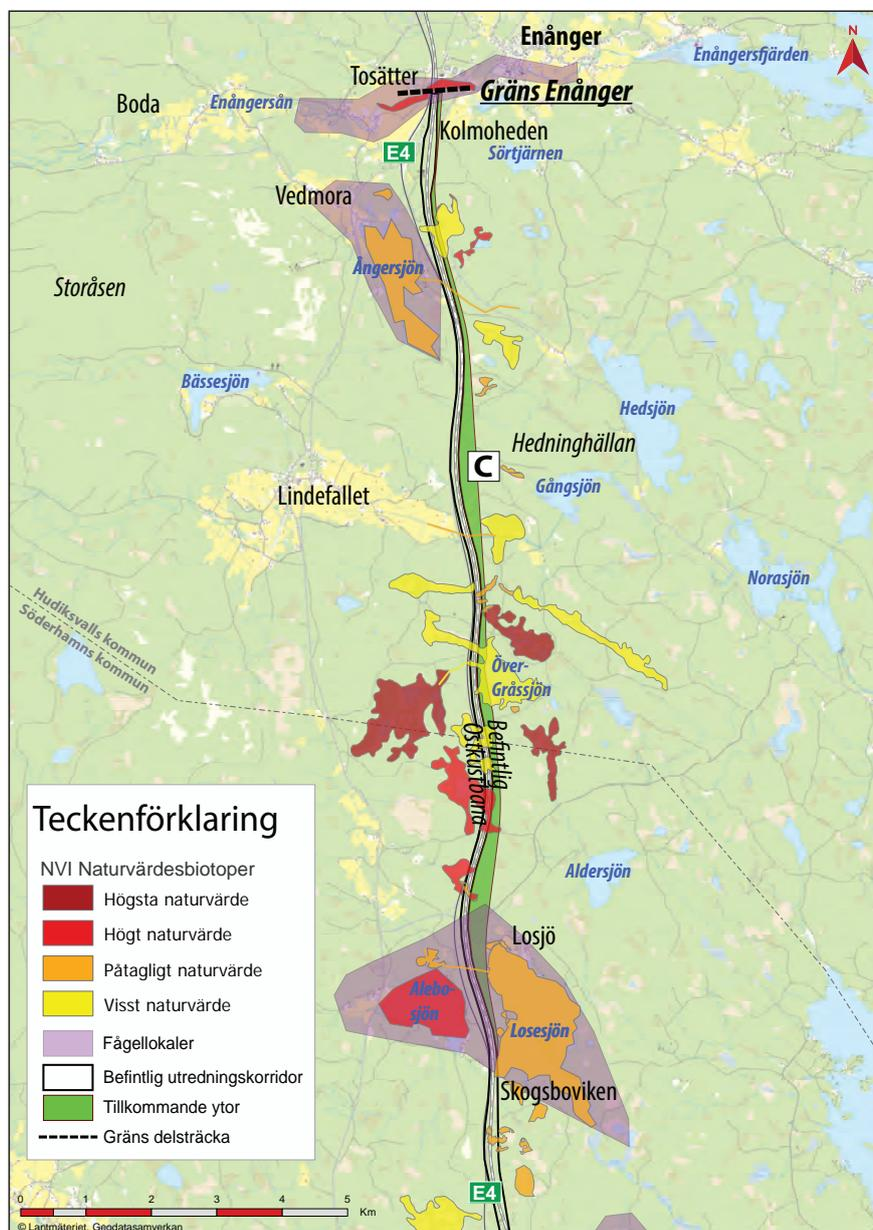 Enånger
N
Enångersfjärden
Tosätter
Boda
Enångersån
Gräns Enånger
Kolmoheden
E4
Sörtjärnen
Vedmora
Ångersjön
Storåsen
Bässesjön
Hedsjön
Hedninghällan
C
Gångsjön
Lindefallet
Norasjön
Hudiksvalls kommun
Söderhamns kommun
Över-
Gråssjön
Befintlig
Ostkustbana
Teckenförklaring
NVI Naturvärdesbiotoper
Högsta naturvärde
Högt naturvärde
Påtagligt naturvärde
Visst naturvärde
Fågellokaler
Befintlig utredningskorridor
Tillkommande ytor
Gräns delsträcka
Aldersjön
Losjö
Alebo-
sjön
Losesjön
Skogsboviken
E4
0 1 2 3 4 5
Km
© Lantmäteriet, Geodatasamverkan